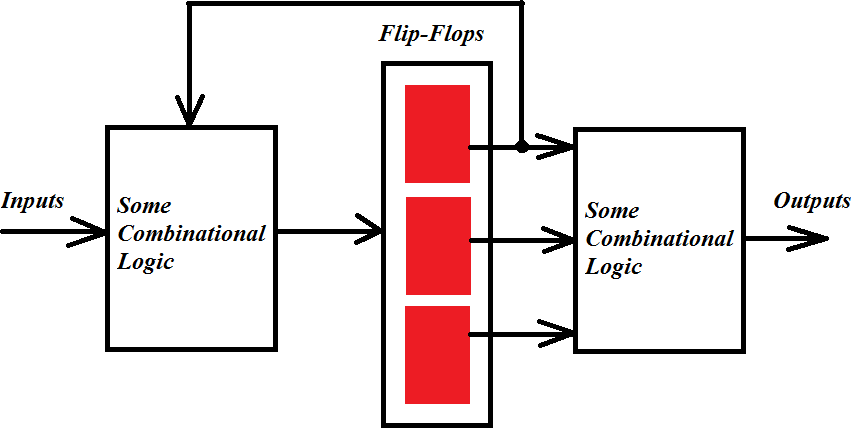 Flip-Flops
Inputs
Some
Combinational
Logic
Some
Combinational
Logic
Outputs